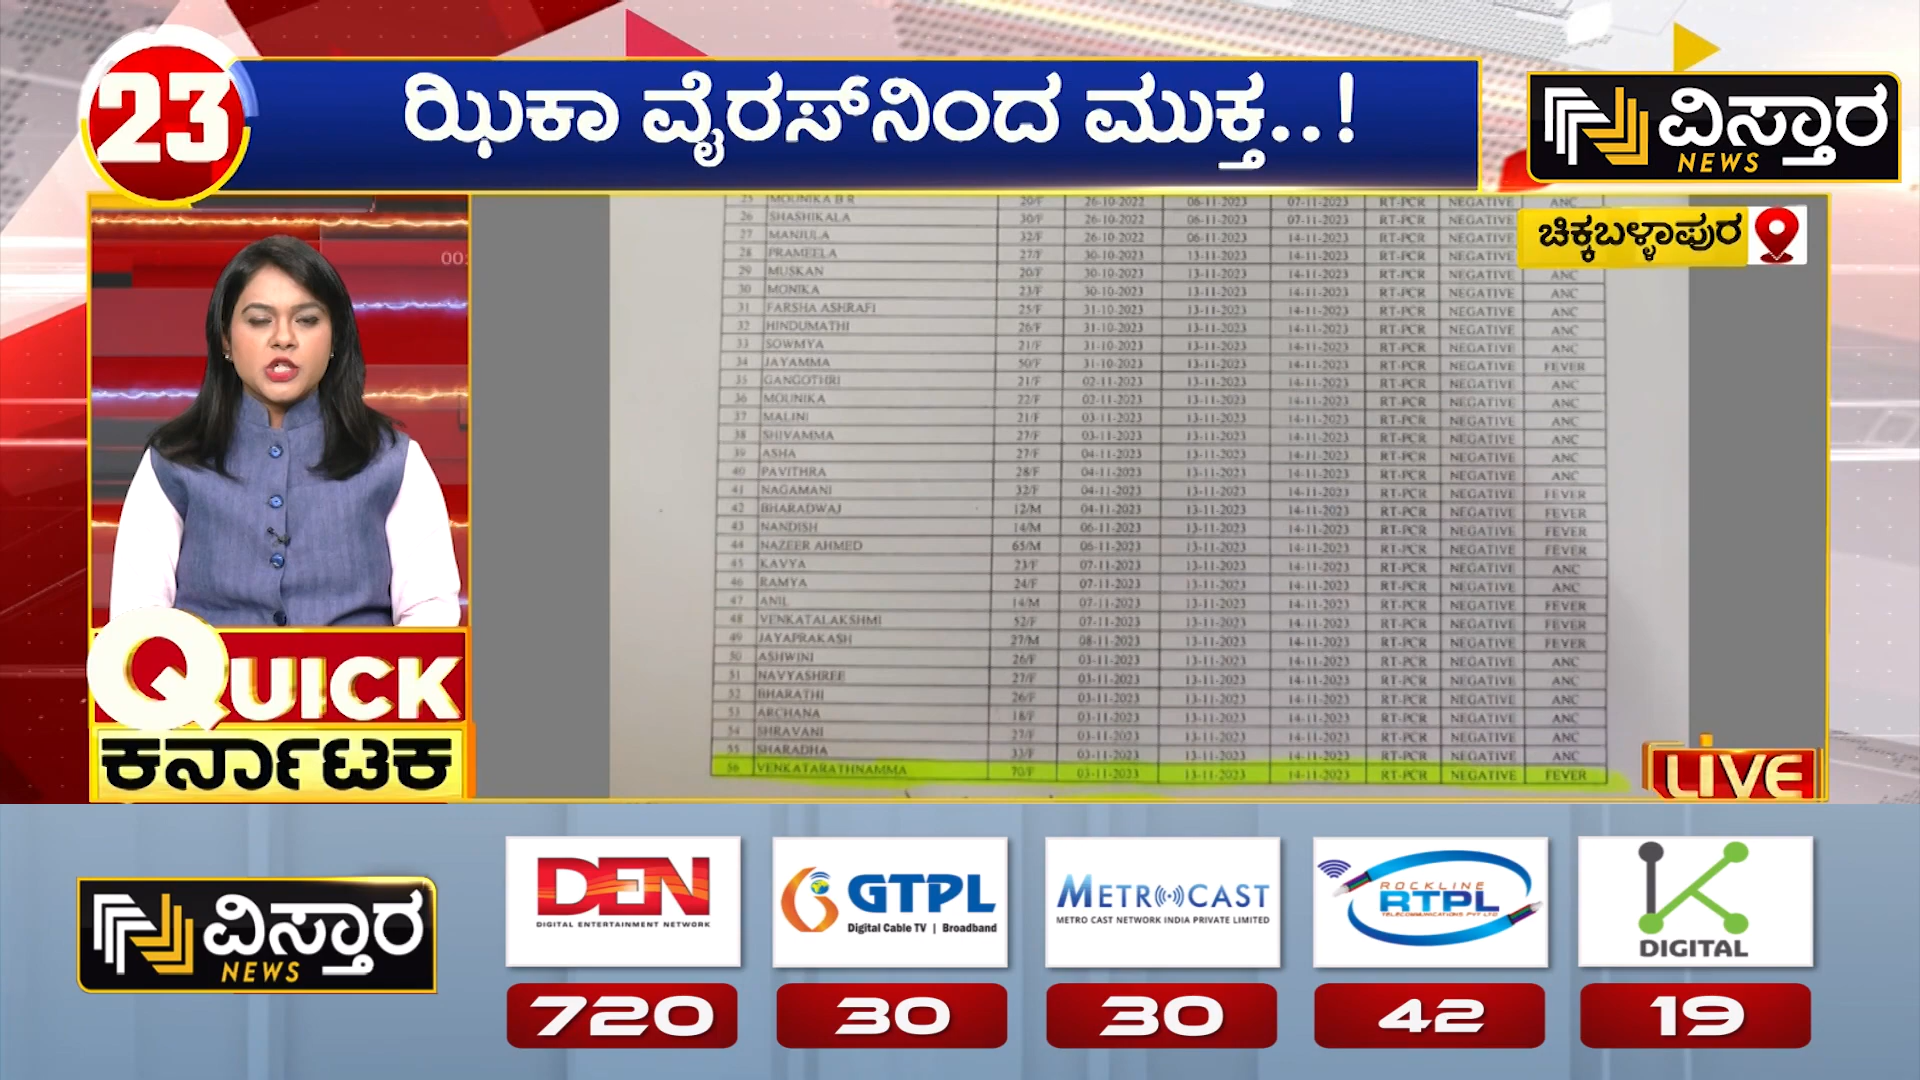 23
ಝಿಕಾ ವೈರಸ್‌ನಿಂದ ಮುಕ್ತ..!
ವಿಸ್ತಾರ
NEWS
ಚಿಕ್ಕಬಳ್ಳಾಪುರ
00:
25 MOUNIKA B R 20/F 26-10-2022 06-11-2023 07-11-2023 RT-PCR NEGATIVE ANC
26 SHASHIKALA 30/F 26-10-2022 06-11-2023 07-11-2023 RT-PCR NEGATIVE
27 MANJULA 32/F 26-10-2022 06-11-2023 14-11-2023 RT-PCR NEGATIVE
28 PRAMEELA 27/F 30-10-2023 13-11-2023 14-11-2023 RT-PCR NEGATIVE
29 MUSKAN 20/F 30-10-2023 13-11-2023 14-11-2023 RT-PCR NEGATIVE ANC
30 MONIKA 23/F 30-10-2023 13-11-2023 14-11-2023 RT-PCR NEGATIVE ANC
31 FARSHA ASHRAFI 25/F 31-10-2023 13-11-2023 14-11-2023 RT-PCR NEGATIVE ANC
32 HINDUMATHI 26/F 31-10-2023 13-11-2023 14-11-2023 RT-PCR NEGATIVE ANC
33 SOWMYA 21/F 31-10-2023 13-11-2023 14-11-2023 RT-PCR NEGATIVE ANC
34 JAYAMMA 50/F 31-10-2023 13-11-2023 14-11-2023 RT-PCR NEGATIVE FEVER
35 GANGOTHRI 21/F 02-11-2023 13-11-2023 14-11-2023 RT-PCR NEGATIVE ANC
36 MOUNIKA 22/F 02-11-2023 13-11-2023 14-11-2023 RT-PCR NEGATIVE ANC
37 MALINI 21/F 03-11-2023 13-11-2023 14-11-2023 RT-PCR NEGATIVE ANC
38 SHIVAMMA 27/F 03-11-2023 13-11-2023 14-11-2023 RT-PCR NEGATIVE ANC
39 ASHA 27/F 04-11-2023 13-11-2023 14-11-2023 RT-PCR NEGATIVE ANC
40 PAVITHRA 28/F 04-11-2023 13-11-2023 14-11-2023 RT-PCR NEGATIVE ANC
41 NAGAMANI 32/F 04-11-2023 13-11-2023 14-11-2023 RT-PCR NEGATIVE FEVER
42 BHARADWAJ 12/M 04-11-2023 13-11-2023 14-11-2023 RT-PCR NEGATIVE FEVER
43 NANDISH 14/M 06-11-2023 13-11-2023 14-11-2023 RT-PCR NEGATIVE FEVER
44 NAZEER AHMED 65/M 06-11-2023 13-11-2023 14-11-2023 RT-PCR NEGATIVE FEVER
45 KAVYA 23/F 07-11-2023 13-11-2023 14-11-2023 RT-PCR NEGATIVE ANC
46 RAMYA 24/F 07-11-2023 13-11-2023 14-11-2023 RT-PCR NEGATIVE ANC
47 ANIL 14/M 07-11-2023 13-11-2023 14-11-2023 RT-PCR NEGATIVE FEVER
48 VENKATALAKSHMI 52/F 07-11-2023 13-11-2023 14-11-2023 RT-PCR NEGATIVE FEVER
49 JAYAPRAKASH 27/M 08-11-2023 13-11-2023 14-11-2023 RT-PCR NEGATIVE FEVER
50 ASHWINI 26/F 03-11-2023 13-11-2023 14-11-2023 RT-PCR NEGATIVE ANC
51 NAVYASHREE 27/F 03-11-2023 13-11-2023 14-11-2023 RT-PCR NEGATIVE ANC
52 BHARATHI 26/F 03-11-2023 13-11-2023 14-11-2023 RT-PCR NEGATIVE ANC
53 ARCHANA 18/F 03-11-2023 13-11-2023 14-11-2023 RT-PCR NEGATIVE ANC
54 SHRAVANI 27/F 03-11-2023 13-11-2023 14-11-2023 RT-PCR NEGATIVE ANC
55 SHARADHA 33/F 03-11-2023 13-11-2023 14-11-2023 RT-PCR NEGATIVE ANC
56 VENKATARATHNAMMA 70/F 03-11-2023 13-11-2023 14-11-2023 RT-PCR NEGATIVE FEVER
QUICK
ಕರ್ನಾಟಕ
LIVE
ವಿಸ್ತಾರ
NEWS
DEN
DIGITAL ENTERTAINMENT NETWORK
720
GTPL
Digital Cable TV | Broadband
30
METROCAST
METRO CAST NETWORK INDIA PRIVATE LIMITED
30
ROCKLINE
RTPL
TELECOMMUNICATIONS PVT LTD
42
K
DIGITAL
19